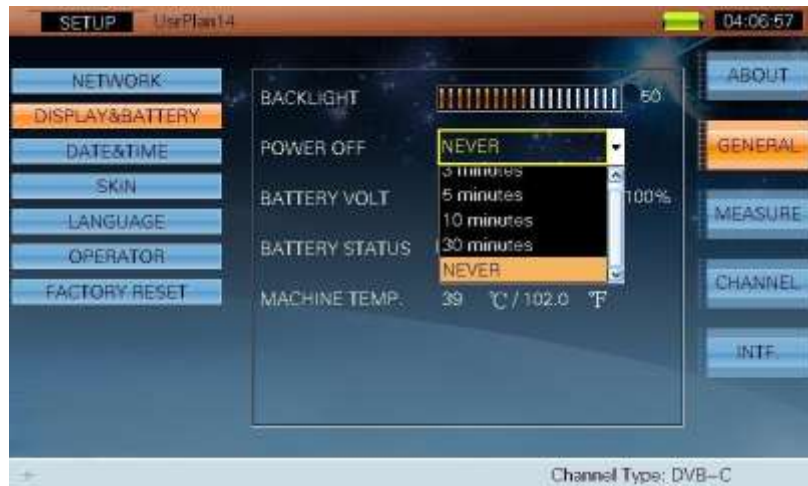 SETUP UsrPlan14 04:06:57
NETWORK
DISPLAY&BATTERY
DATE&TIME
SKIN
LANGUAGE
OPERATOR
FACTORY RESET
BACKLIGHT 50
POWER OFF NEVER
3 minutes
5 minutes
10 minutes
30 minutes
NEVER
BATTERY VOLT 100%
BATTERY STATUS
MACHINE TEMP. 39 ℃/102.0 ℉
ABOUT
GENERAL
MEASURE
CHANNEL
INTF.
Channel Type: DVB-C